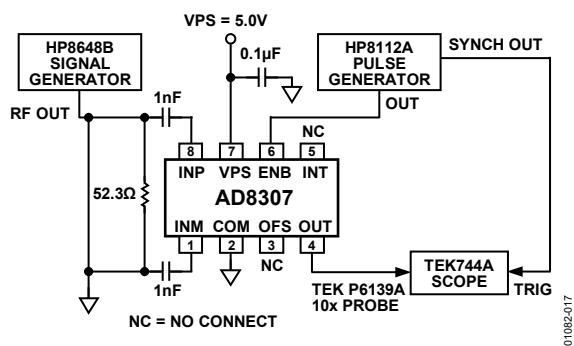 VPS = 5.0V
HP8648B
SIGNAL
GENERATOR
0.1µF
HP8112A
PULSE
GENERATOR
SYNCH OUT
RF OUT
1nF
OUT
NC
8
7
6
5
INP
VPS
ENB
INT
52.3Ω
AD8307
INM
COM
OFS
OUT
1
2
3
4
1nF
NC
TEK P6139A
10x PROBE
TEK744A
SCOPE
TRIG
NC = NO CONNECT
01082-017